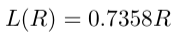 L(R) = 0.7358R